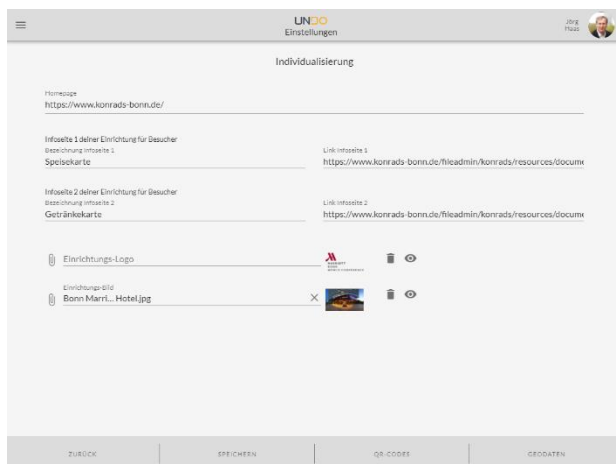 UNDO
Einstellungen
Jörg
Haas
Individualisierung
Homepage
https://www.konrads-bonn.de/
Infoseite 1 deiner Einrichtung für Besucher
Bezeichnung Infoseite 1
Link Infoseite 1
Speisekarte
https://www.konrads-bonn.de/fileadmin/konrads/resources/docume
Infoseite 2 deiner Einrichtung für Besucher
Bezeichnung Infoseite 2
Link Infoseite 2
Getränkekarte
https://www.konrads-bonn.de/fileadmin/konrads/resources/docume
Einrichtungs-Logo
MARRIOTT
BONN
Einrichtungs-Bild
Bonn Marri... Hotel.jpg
ZURÜCK
SPEICHERN
QR-CODES
GEODATEN